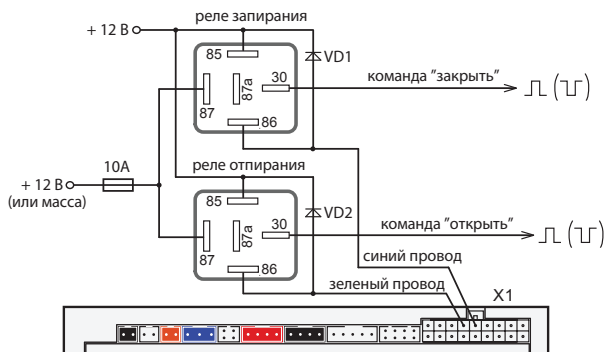 реле запирания
+ 12 В
85
VD1
30
87a
87
86
команда "закрыть"
реле отпирания
10А
+ 12 В
(или масса)
85
VD2
30
87a
87
86
команда "открыть"
синий провод
зеленый провод
X1